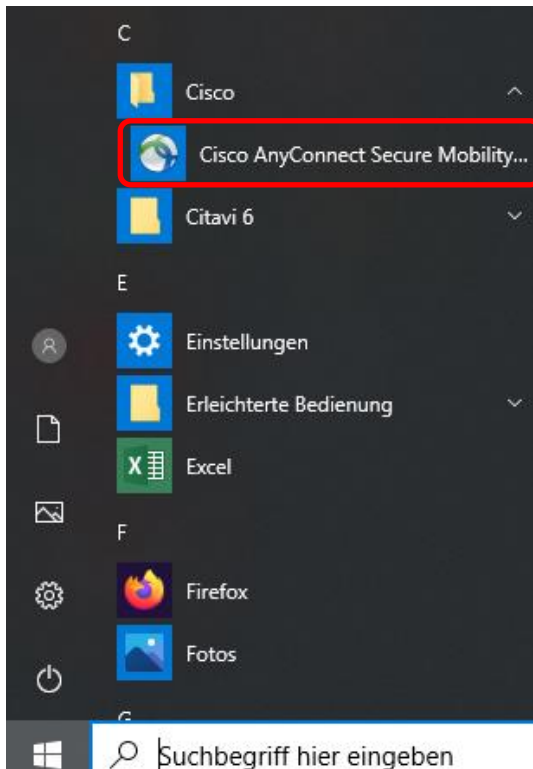 C
Cisco
Cisco AnyConnect Secure Mobility...
Citavi 6
E
Einstellungen
Erleichterte Bedienung
Excel
F
Firefox
Fotos
G
Suchbegriff hier eingeben